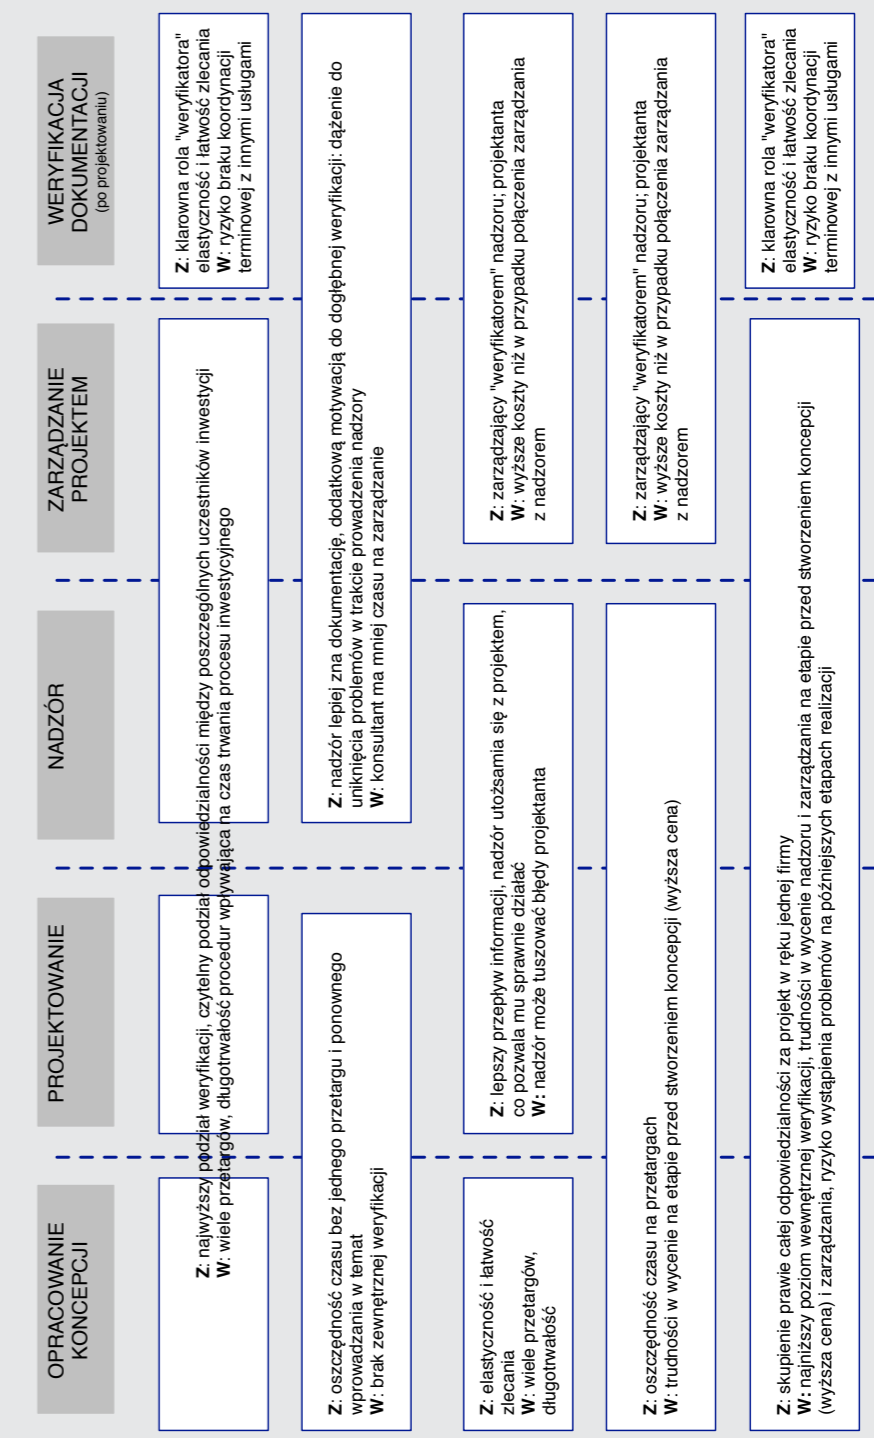 OPRACOWANIE
KONCEPCJI
PROJEKTOWANIE
NADZÓR
ZARZĄDZANIE
PROJEKTEM
WERYFIKACJA
DOKUMENTACJI
(po projektowaniu)
Z: najwyższy podział weryfikacji, czytelny podział odpowiedzialności między poszczególnych uczestników inwestycji
W: wiele przetargów, długotrwałość procedur wpływająca na czas trwania procesu inwestycyjnego
Z: klarowna rola "weryfikatora"
elastyczność i łatwość zlecania
W: ryzyko braku koordynacji
terminowej z innymi usługami
Z: oszczędność czasu bez jednego przetargu i ponownego
wprowadzania w temat
W: brak zewnętrznej weryfikacji
Z: nadzór lepiej zna dokumentację, dodatkową motywacją do dogłębnej weryfikacji: dążenie do
uniknięcia problemów w trakcie prowadzenia nadzory
W: konsultant ma mniej czasu na zarządzanie
Z: elastyczność i łatwość
zlecania
W: wiele przetargów,
długotrwałość
Z: lepszy przepływ informacji, nadzór utożsamia się z projektem,
co pozwala mu sprawnie działać
W: nadzór może tuszować błędy projektanta
Z: zarządzający "weryfikatorem" nadzoru; projektanta
W: wyższe koszty niż w przypadku połączenia zarządzania
z nadzorem
Z: oszczędność czasu na przetargach
W: trudności w wycenie na etapie przed stworzeniem koncepcji (wyższa cena)
Z: zarządzający "weryfikatorem" nadzoru; projektanta
W: wyższe koszty niż w przypadku połączenia zarządzania
z nadzorem
Z: skupienie prawie całej odpowiedzialności za projekt w ręku jednej firmy
W: najniższy poziom wewnętrznej weryfikacji, trudności w wycenie nadzoru i zarządzania na etapie przed stworzeniem koncepcji
(wyższa cena) i zarządzania, ryzyko wystąpienia problemów na późniejszych etapach realizacji
Z: klarowna rola "weryfikatora"
elastyczność i łatwość zlecania
W: ryzyko braku koordynacji
terminowej z innymi usługami